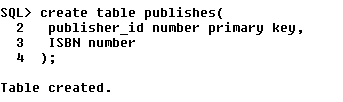 SQL> create table publishes(
  2   publisher_id number primary key,
  3   ISBN number
  4  );
Table created.